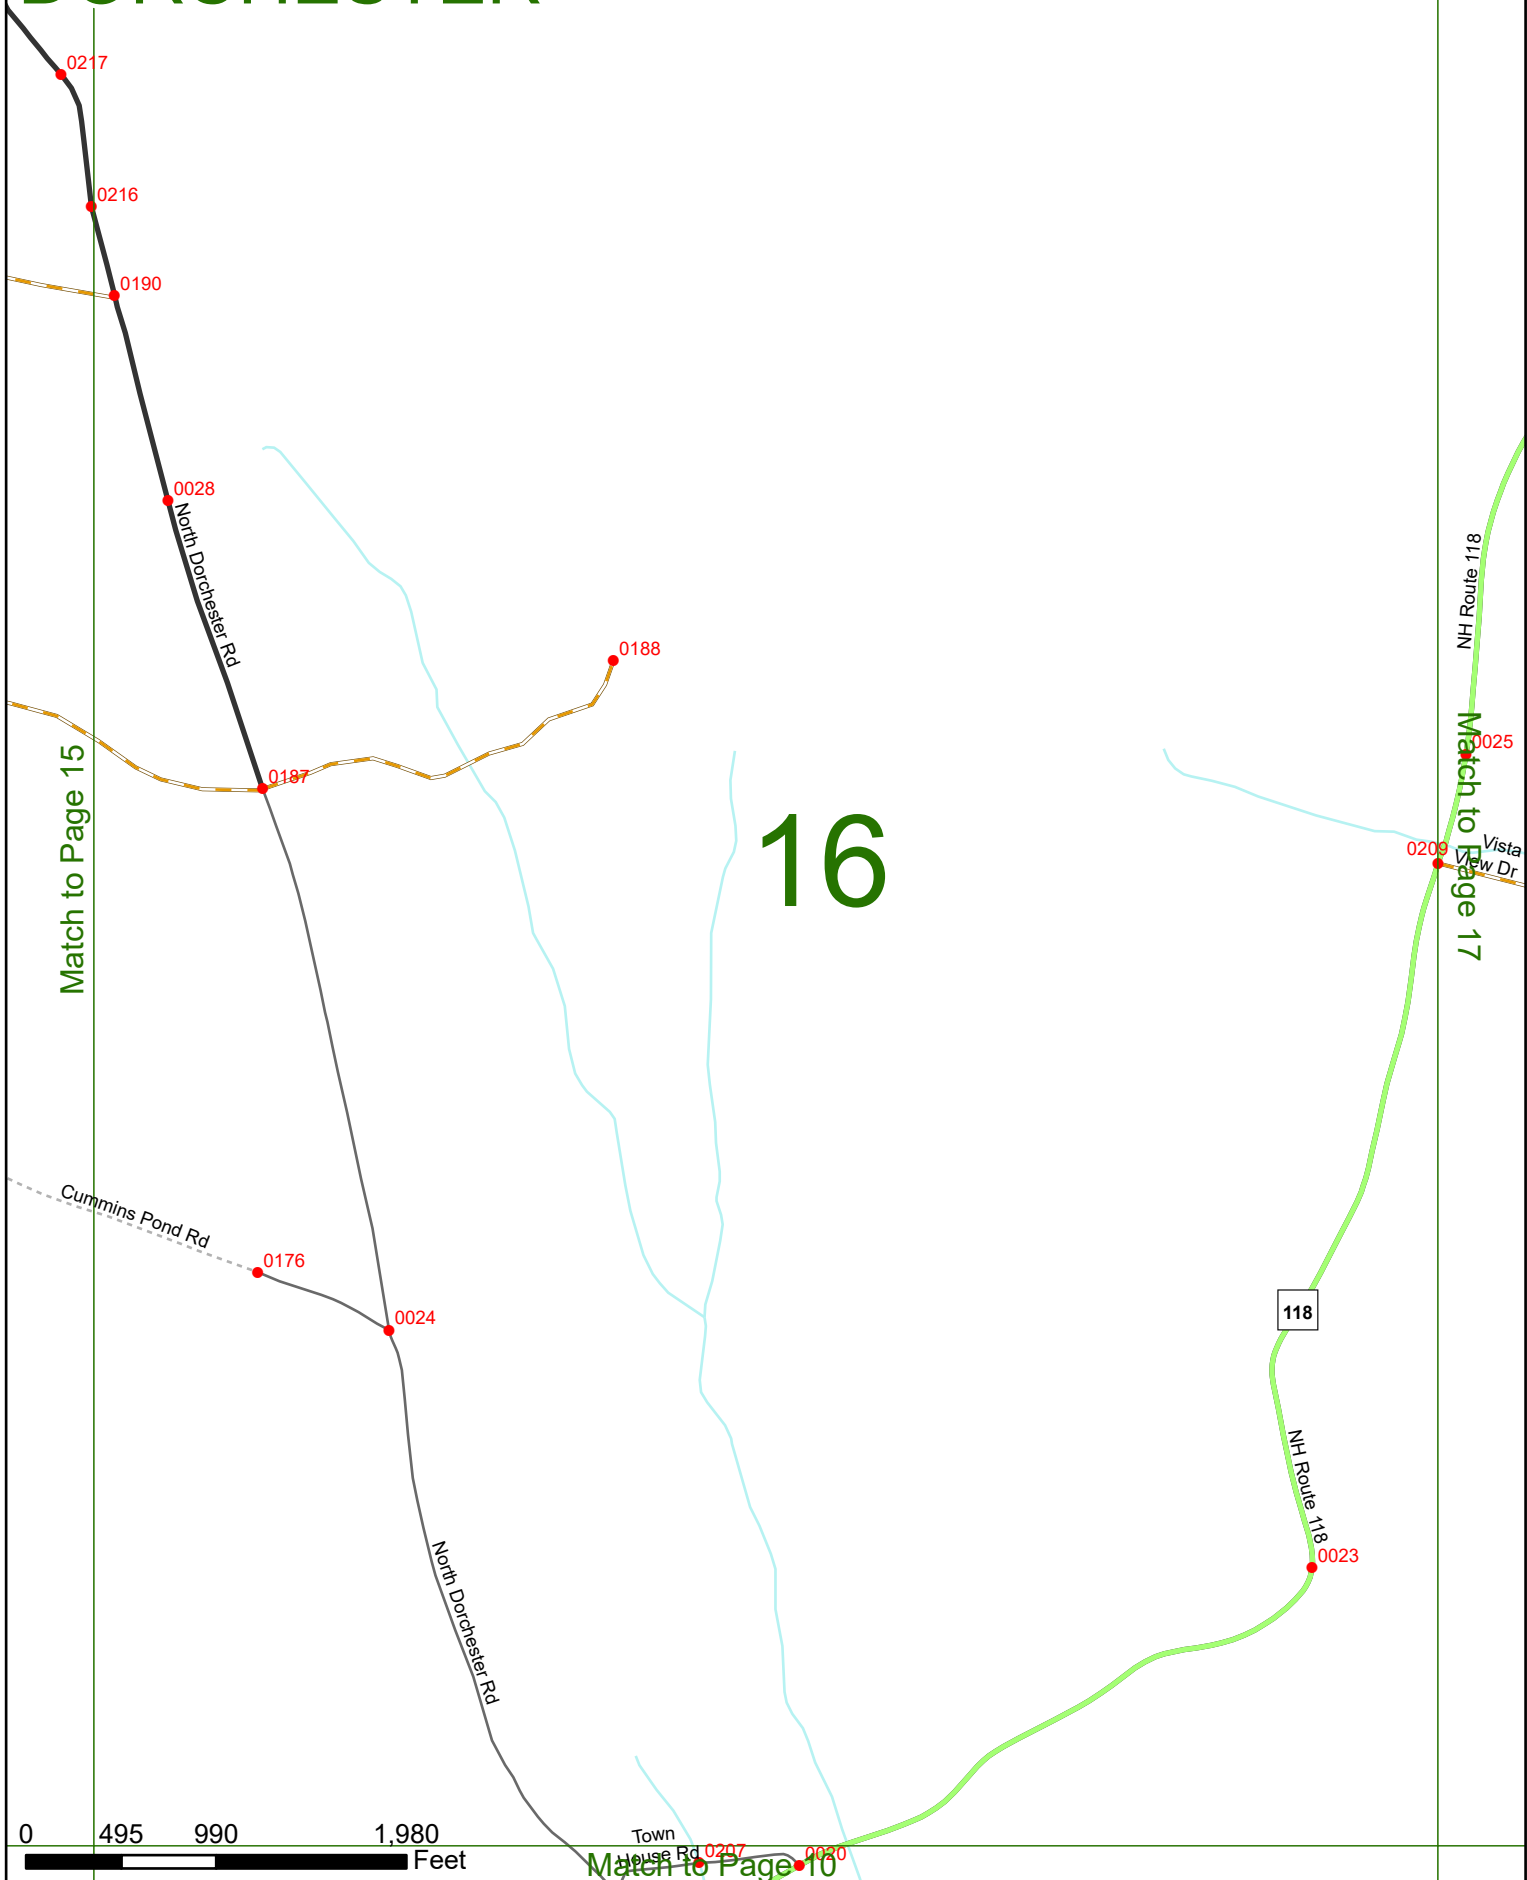 DORCHESTER
0217
0216
0190
0028
North Dorchester Rd
NH Route 118
0188
0025
0187
Match to Page 15
16
Match to Page 17
0209
Vista
View Dr
Cummins Pond Rd
0176
0024
118
NH Route 118
0023
North Dorchester Rd
0
495
990
1,980
Feet
Town
House Rd
0207
0020
Match to Page 10